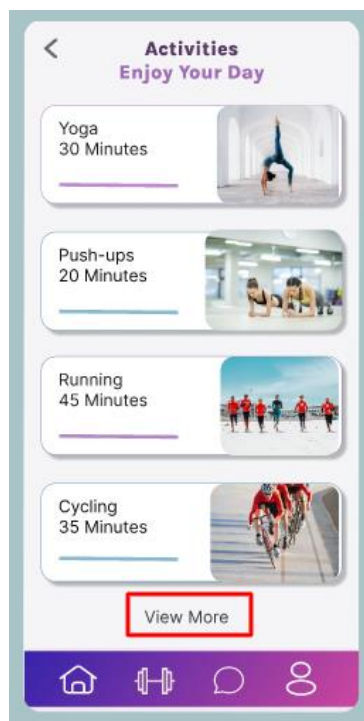 Activities
Enjoy Your Day
Yoga
30 Minutes
Push-ups
20 Minutes
Running
45 Minutes
Cycling
35 Minutes
View More